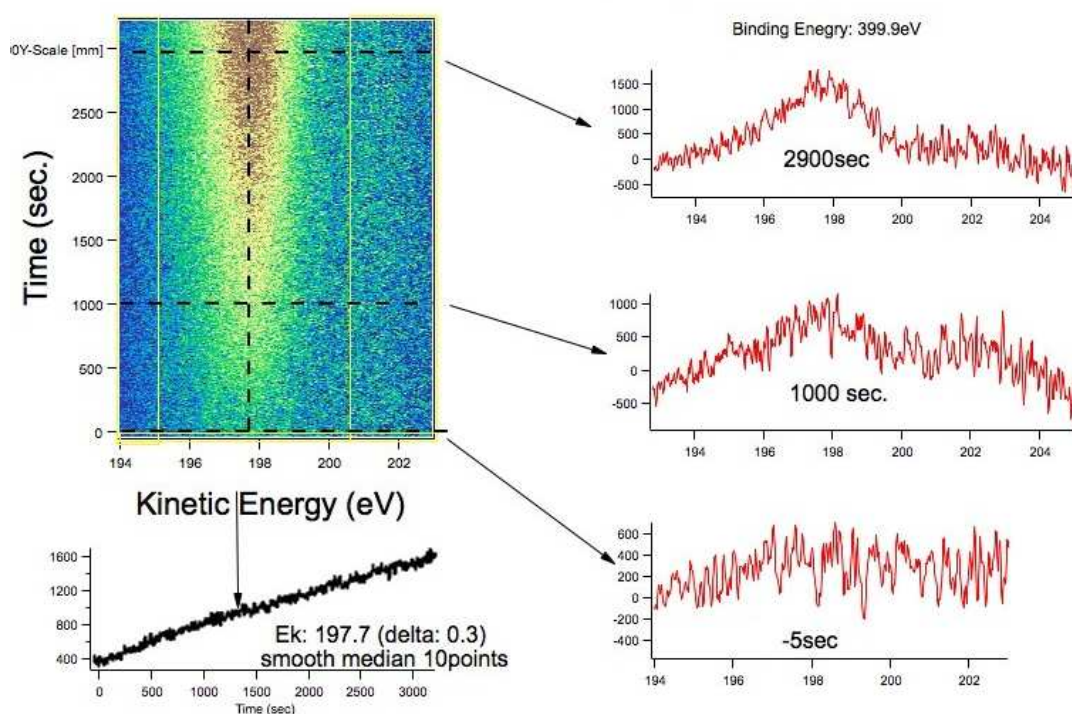 0Y-Scale [mm]
2500
2000
1500
1000
500
0
Time (sec.)
194 196 198 200 202
Kinetic Energy (eV)
1600
1200
800
400
Ek: 197.7 (delta: 0.3)
smooth median 10points
0 500 1000 1500 2000 2500 3000
Time (sec)
Binding Enegry: 399.9eV
1500
1000
500
0
-500
2900sec
194 196 198 200 202 204
1000
500
0
-500
1000 sec.
194 196 198 200 202 204
600
400
200
0
-200
-400
-5sec
194 196 198 200 202